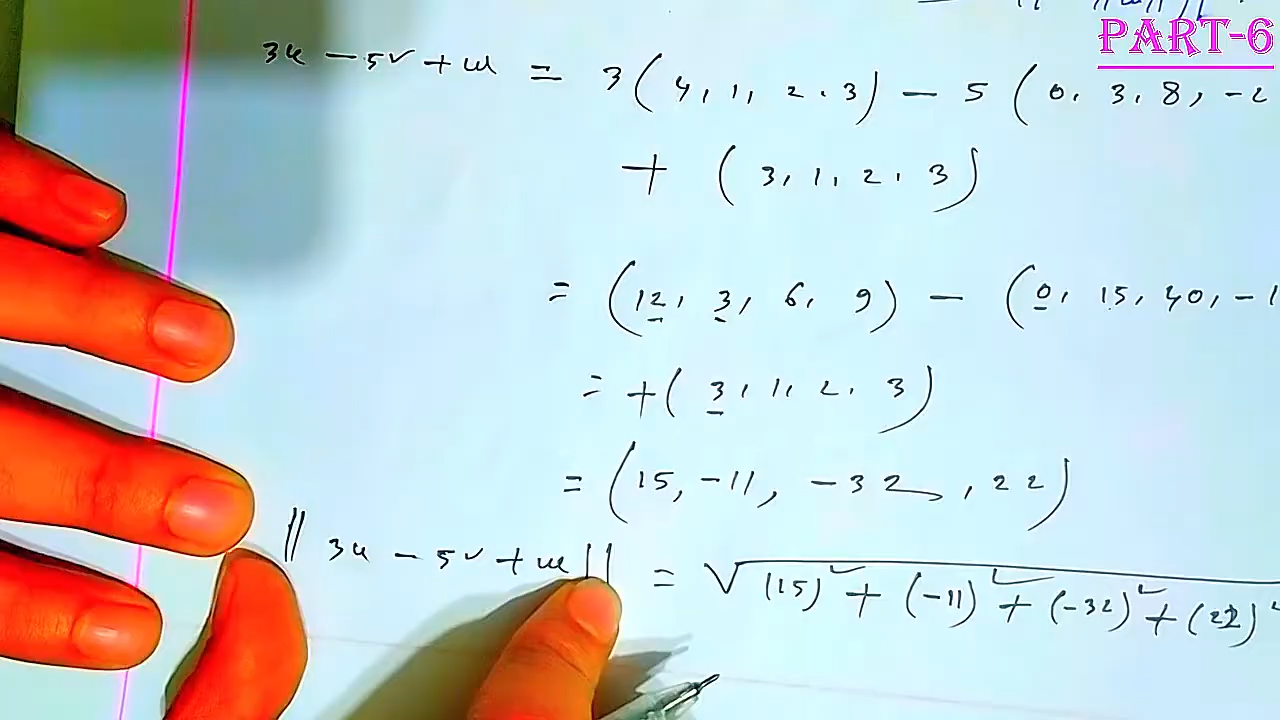 PART-6
3u - 5v + w = 3(4, 1, 2, 3) - 5(0, 3, 8, -2
+ (3, 1, 2, 3)
= (12, 3, 6, 9) - (0, 15, 40, -1
= +(3, 1, 2, 3)
= (15, -11, -32, 22)
||3u - 5v + w|| = √(15)² + (-11)² + (-32)² + (22)²